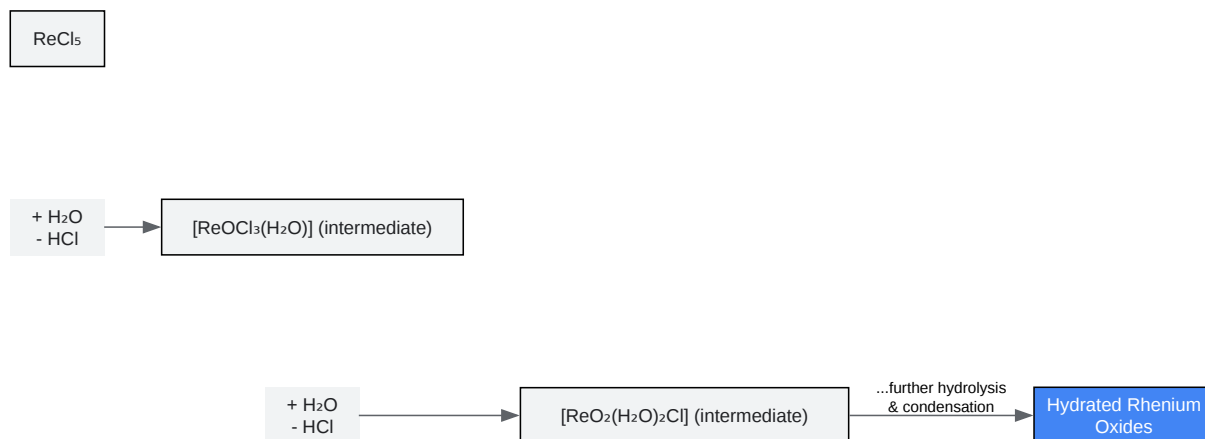 ReCl₅
+ H₂O
- HCl
[ReOCl₃(H₂O)] (intermediate)
+ H₂O
- HCl
[ReO₂(H₂O)₂Cl] (intermediate)
...further hydrolysis
& condensation
Hydrated Rhenium
Oxides